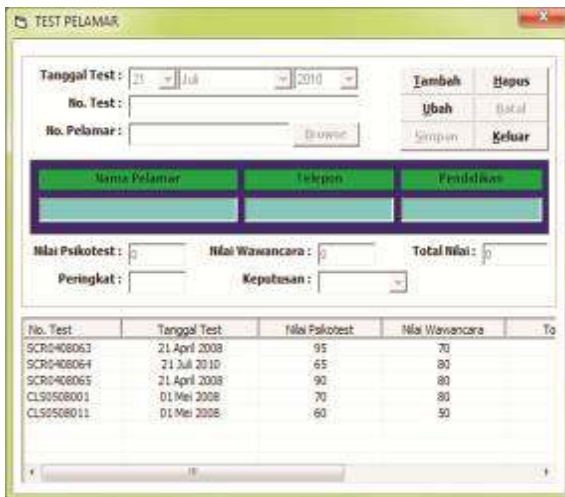 TEST PELAMAR
Tanggal Test : 21 Juli 2010
No. Test :
No. Pelamar : Browse
Tambah Hapus
Ubah Batal
Simpan Keluar
Nama Pelamar Telepon Pendidikan
Nilai Psikotest : 0 Nilai Wawancara : 0 Total Nilai : 0
Peringkat : Keputusan :
No. Test Tanggal Test Nilai Psikotest Nilai Wawancara To
SCR0408063 21 April 2008 95 70
SCR0408064 21 Juli 2010 65 80
SCR0408065 21 April 2008 90 80
CLS0508001 01 Mei 2008 70 80
CLS0508011 01 Mei 2008 60 50